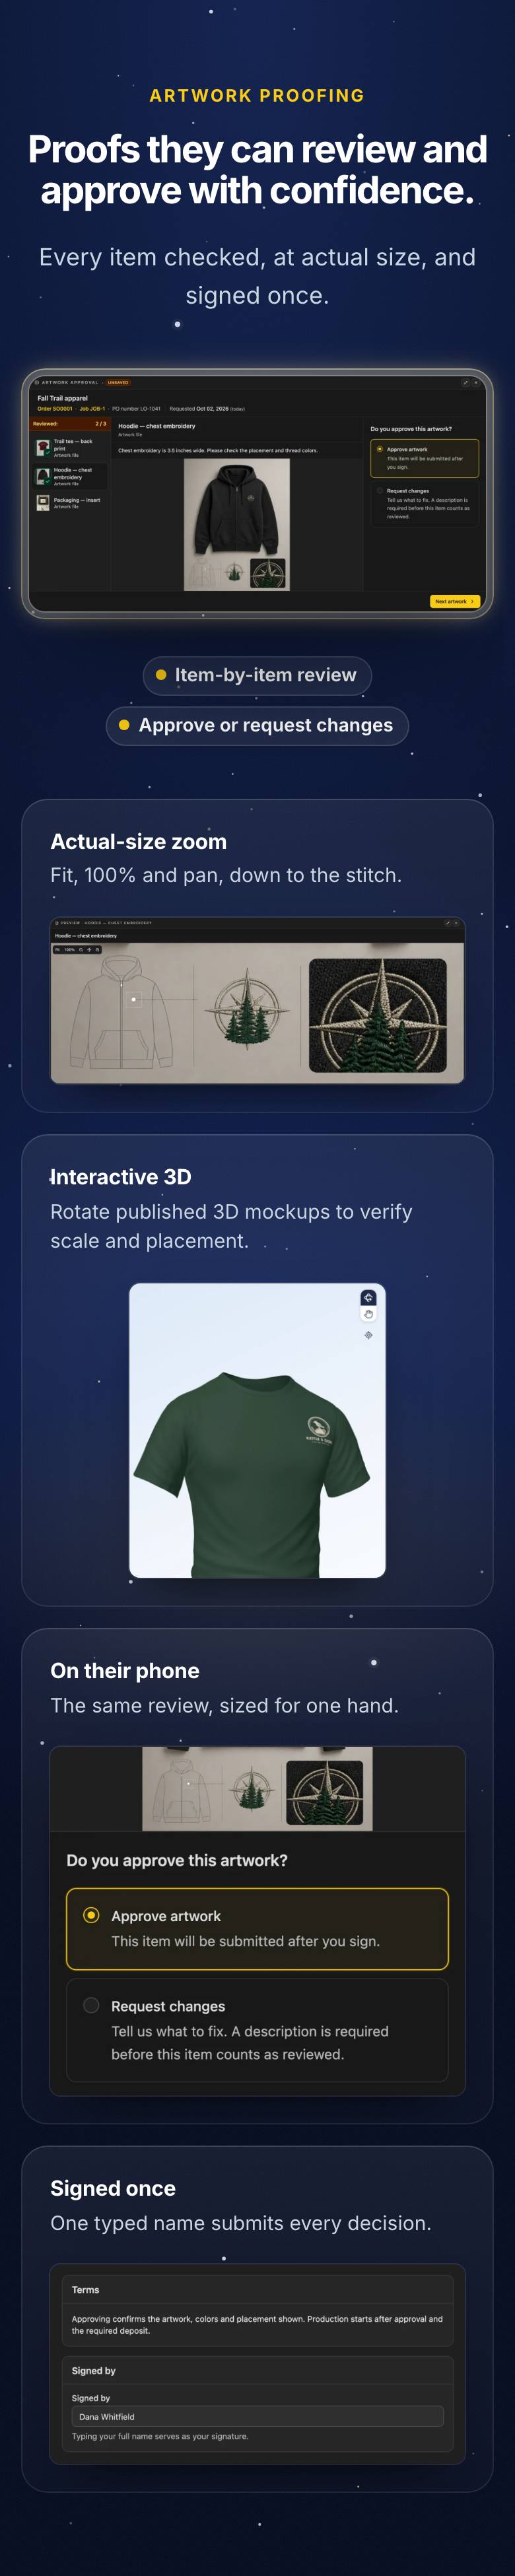 ARTWORK PROOFING
Proofs they can review and
approve with confidence.
Every item checked, at actual size, and
signed once.
ARTWORK APPROVAL · UNSAVED
Fall Trail apparel
Order SO0001 · Job JOB-1 · PO number LO-1041 · Requested Oct 02, 2026 (today)
Reviewed: 2 / 3
Trail tee — back
print
Artwork file
Hoodie — chest
embroidery
Artwork file
Packaging — insert
Artwork file
Hoodie — chest embroidery
Artwork file
Chest embroidery is 3.0 inches wide. Please check the placement and thread colors.
Do you approve this artwork?
Approve artwork
This item will be submitted after
you sign.
Request changes
Tell us what to fix. A description is
required before this item counts as
reviewed.
Next artwork
Item-by-item review
Approve or request changes
Actual-size zoom
Fit, 100% and pan, down to the stitch.
PREVIEW · HOODIE — CHEST EMBROIDERY
Hoodie — chest embroidery
Fit 100%
Interactive 3D
Rotate published 3D mockups to verify
scale and placement.
On their phone
The same review, sized for one hand.
Do you approve this artwork?
Approve artwork
This item will be submitted after you sign.
Request changes
Tell us what to fix. A description is required
before this item counts as reviewed.
Signed once
One typed name submits every decision.
Terms
Approving confirms the artwork, colors and placement shown. Production starts after approval and
the required deposit.
Signed by
Signed by
Dana Whitfield
Typing your full name serves as your signature.